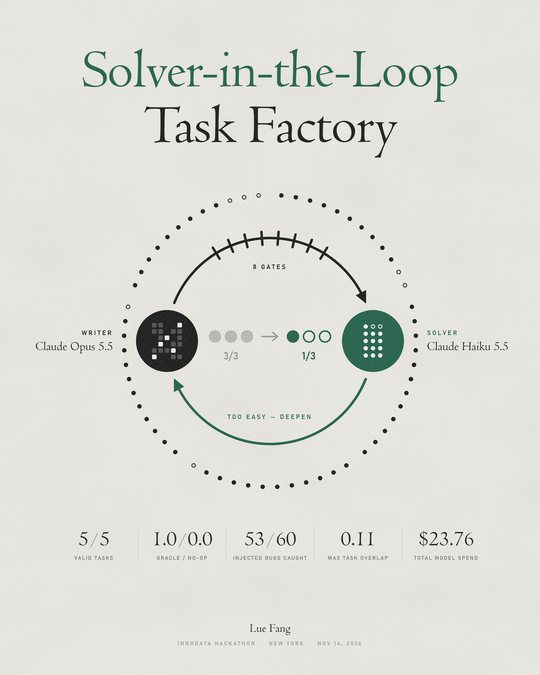 Solver-in-the-Loop
Task Factory
8 GATES
WRITER
Claude Opus 5.5
3/3
1/3
SOLVER
Claude Haiku 5.5
TOO EASY → DEEPEN
5/5
VALID TASKS
1.0/0.0
ORACLE / NO-OP
53/60
INJECTED BUGS CAUGHT
0.11
MAX TASK OVERLAP
$23.76
TOTAL MODEL SPEND
Lue Fang
INNODATA HACKATHON · NEW YORK · NOV 14, 2026